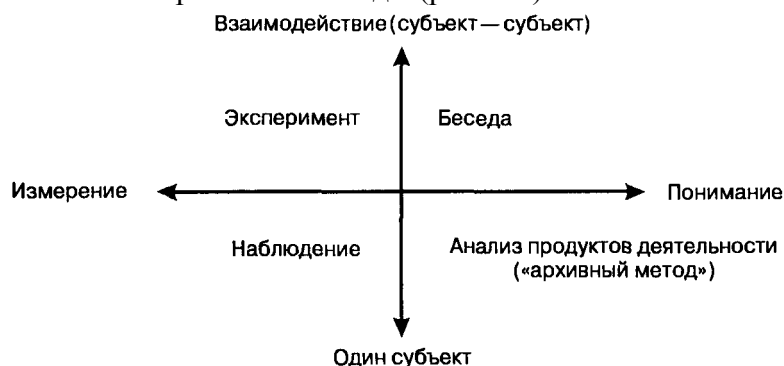 Взаимодействие (субъект — субъект)
Эксперимент
Беседа
Измерение
Понимание
Наблюдение
Анализ продуктов деятельности
(«архивный метод»)
Один субъект